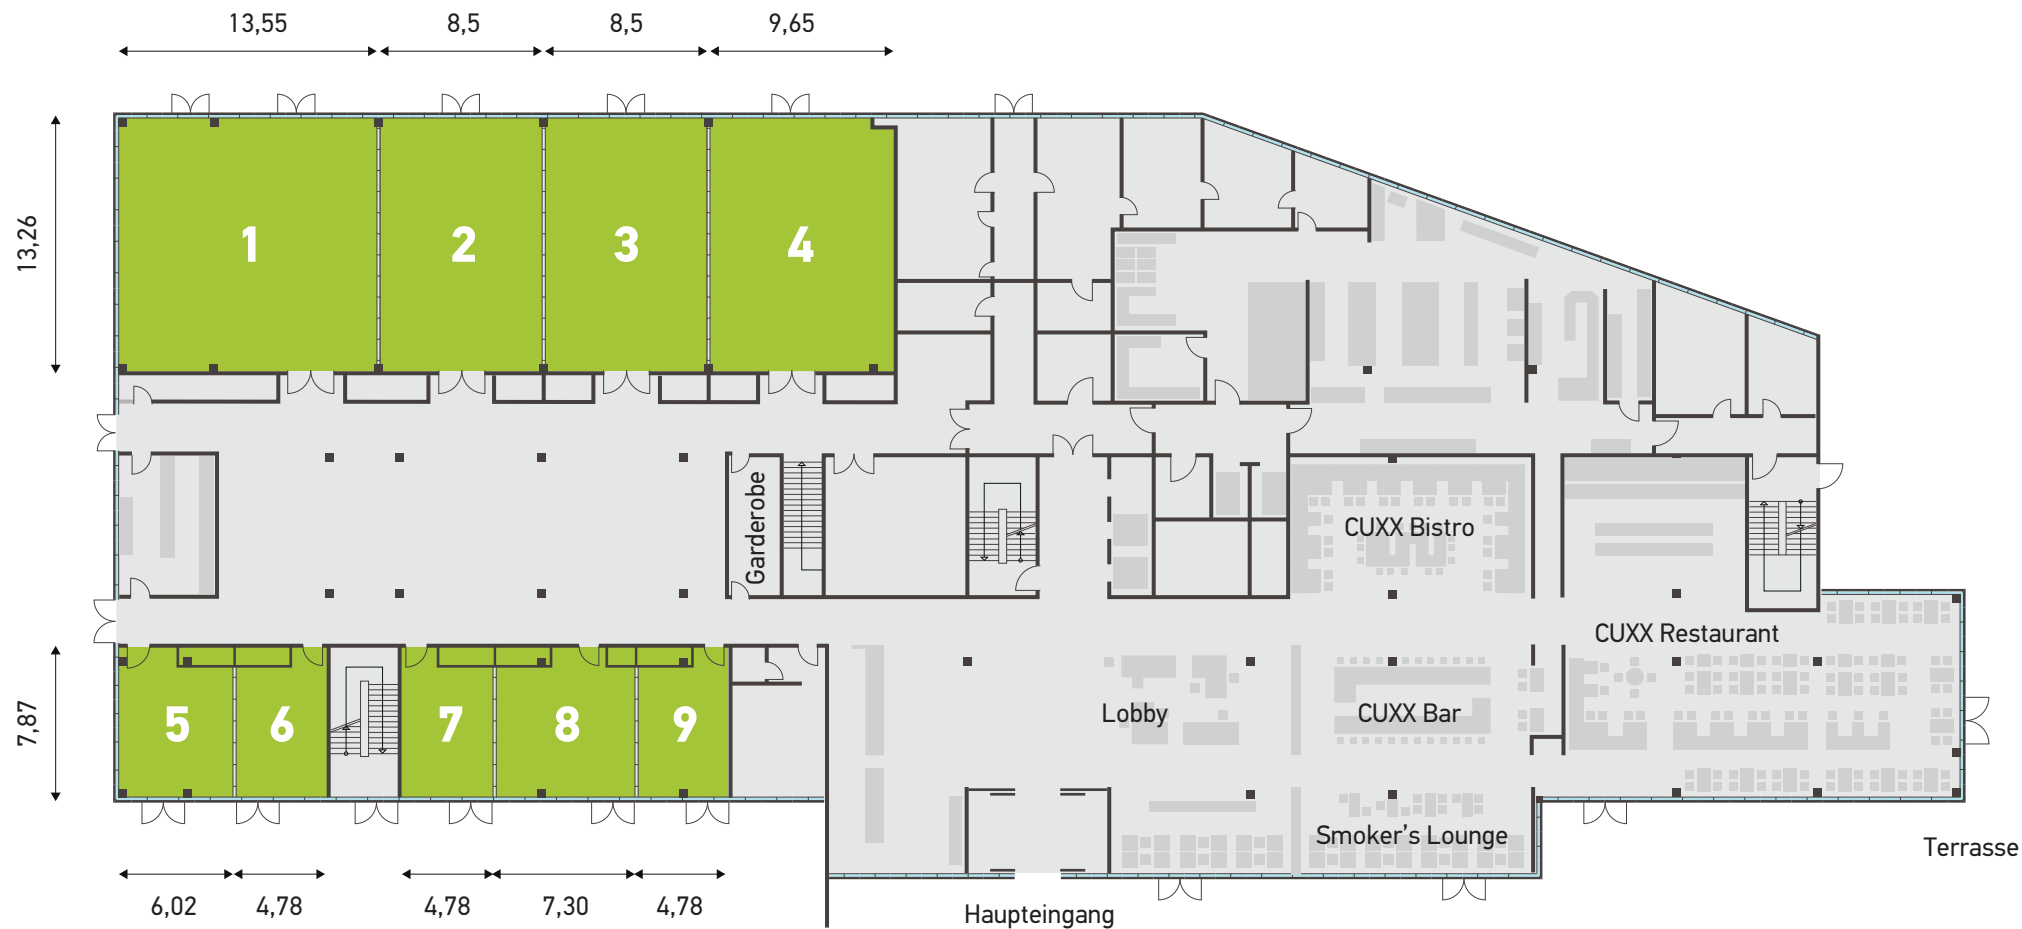 13,55
8,5
8,5
9,65
13,26
1
2
3
4
Garderobe
CUXX Bistro
CUXX Restaurant
7,87
5
6
7
8
9
Lobby
CUXX Bar
Smoker's Lounge
Terrasse
6,02
4,78
4,78
7,30
4,78
Haupteingang